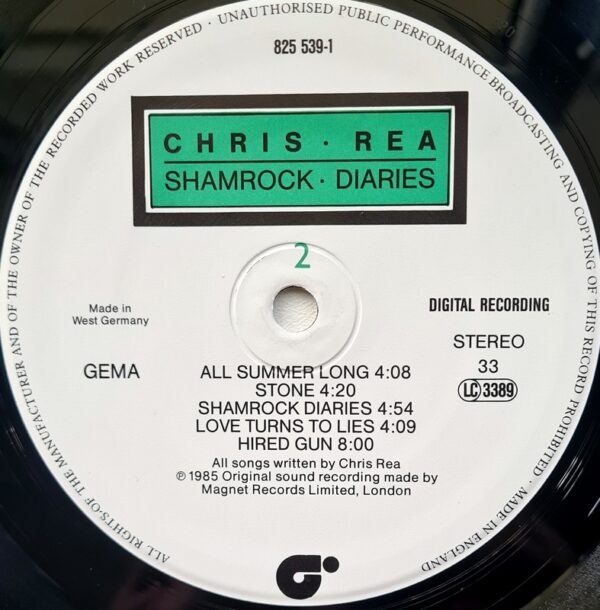 ALL RIGHTS OF THE MANUFACTURER AND OF THE OWNER OF THE RECORDED WORK RESERVED · UNAUTHORISED PUBLIC PERFORMANCE BROADCASTING AND COPYING OF THIS RECORD PROHIBITED · MADE IN ENGLAND
825 539-1
CHRIS · REA
SHAMROCK · DIARIES
2
Made in
West Germany
DIGITAL RECORDING
STEREO
GEMA
33
LC 3389
ALL SUMMER LONG 4:08
STONE 4:20
SHAMROCK DIARIES 4:54
LOVE TURNS TO LIES 4:09
HIRED GUN 8:00
All songs written by Chris Rea
℗ 1985 Original sound recording made by
Magnet Records Limited, London